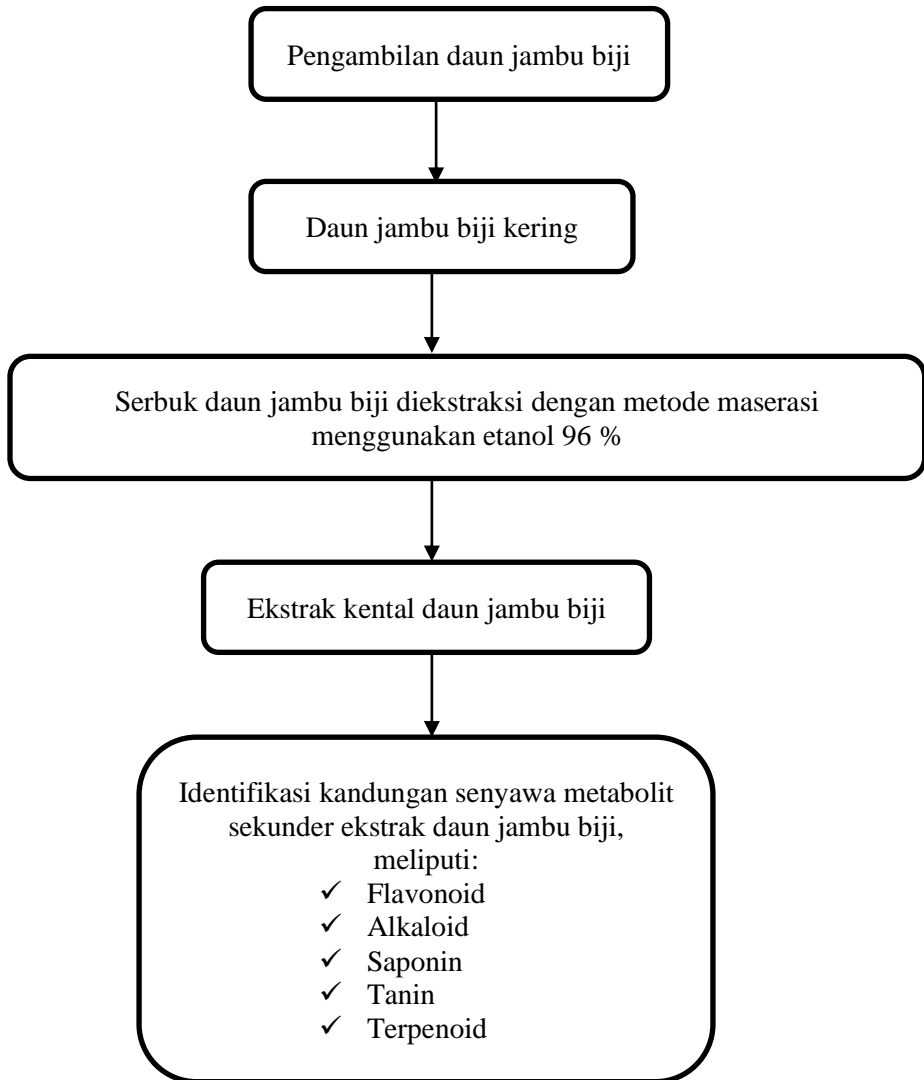 Pengambilan daun jambu biji
Daun jambu biji kering
Serbuk daun jambu biji diekstraksi dengan metode maserasi
menggunakan etanol 96 %
Ekstrak kental daun jambu biji
Identifikasi kandungan senyawa metabolit
sekunder ekstrak daun jambu biji,
meliputi:
✓ Flavonoid
✓ Alkaloid
✓ Saponin
✓ Tanin
✓ Terpenoid